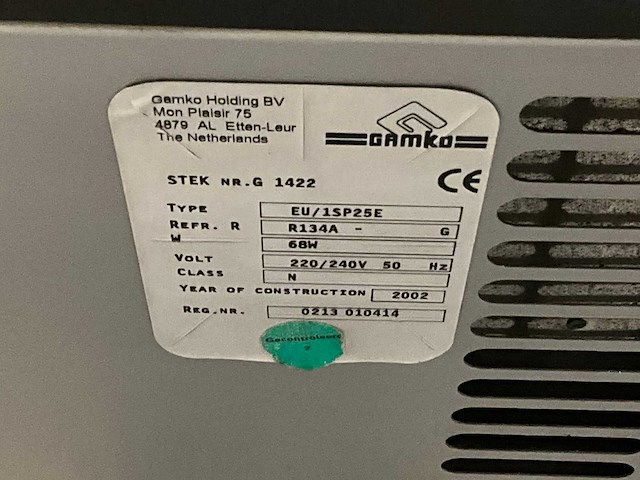 Gamko Holding BV
Mon Plaisir 75
4879 AL Etten-Leur
The Netherlands
GAMKO
CE
STEK NR.G 1422
TYPE EU/1SP25E
REFR. R R134A - G
W 68W
VOLT 220/240V 50 Hz
CLASS N
YEAR OF CONSTRUCTION 2002
REG.NR. 0213 010414
Gecontroleerd
2